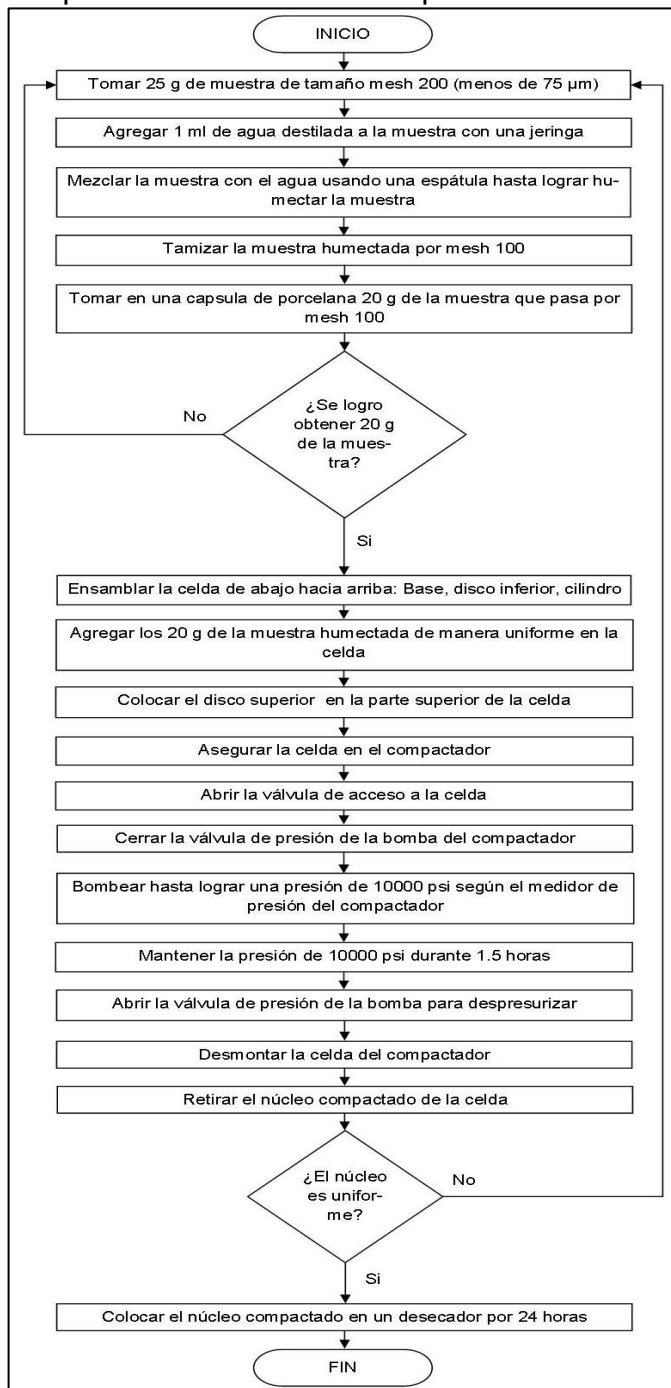 INICIO
Tomar 25 g de muestra de tamaño mesh 200 (menos de 75 µm)
Agregar 1 ml de agua destilada a la muestra con una jeringa
Mezclar la muestra con el agua usando una espátula hasta lograr hu-
mectar la muestra
Tamizar la muestra humectada por mesh 100
Tomar en una capsula de porcelana 20 g de la muestra que pasa por
mesh 100
No
¿Se logro
obtener 20 g
de la mues-
tra?
Si
Ensamblar la celda de abajo hacia arriba: Base, disco inferior, cilindro
Agregar los 20 g de la muestra humectada de manera uniforme en la
celda
Colocar el disco superior en la parte superior de la celda
Asegurar la celda en el compactador
Abrir la válvula de acceso a la celda
Cerrar la válvula de presión de la bomba del compactador
Bombear hasta lograr una presión de 10000 psi según el medidor de
presión del compactador
Mantener la presión de 10000 psi durante 1.5 horas
Abrir la válvula de presión de la bomba para despresurizar
Desmontar la celda del compactador
Retirar el núcleo compactado de la celda
¿El núcleo
es unifor-
me?
No
Si
Colocar el núcleo compactado en un desecador por 24 horas
FIN